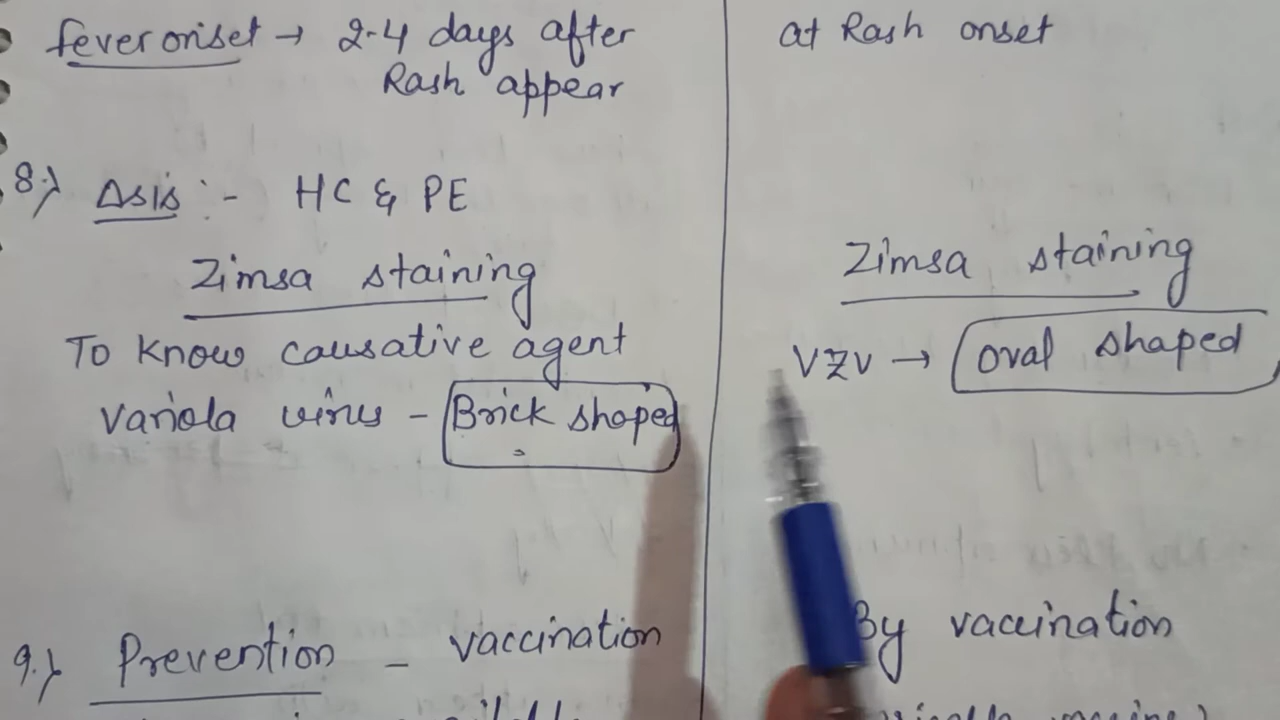 fever onset → 2-4 days after
Rash appear
8.) Δsis :- HC & PE
Zimsa staining
To know causative agent
variola virus - Brick shaped
9.) Prevention - vaccination
at Rash onset
Zimsa staining
VZV → oval shaped
By vaccination